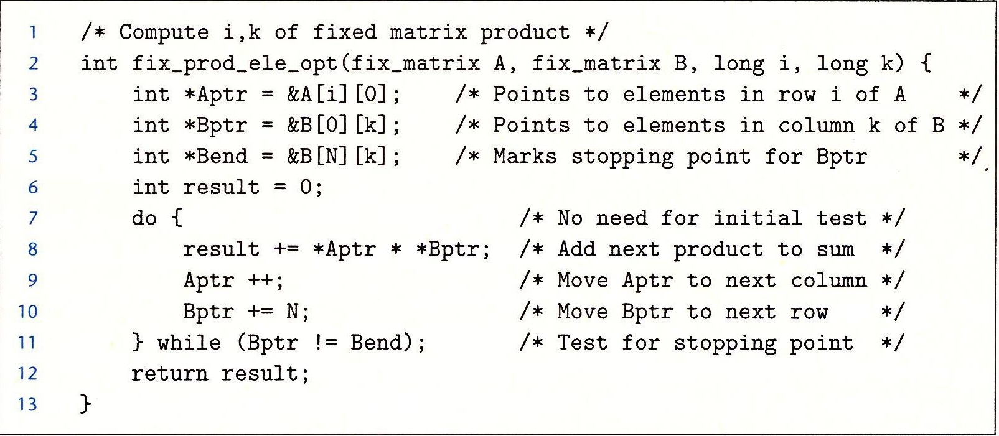 1 /* Compute i,k of fixed matrix product */
2 int fix_prod_ele_opt(fix_matrix A, fix_matrix B, long i, long k) {
3 int *Aptr = &A[i][0]; /* Points to elements in row i of A */
4 int *Bptr = &B[0][k]; /* Points to elements in column k of B */
5 int *Bend = &B[N][k]; /* Marks stopping point for Bptr */
6 int result = 0;
7 do { /* No need for initial test */
8 result += *Aptr * *Bptr; /* Add next product to sum */
9 Aptr ++; /* Move Aptr to next column */
10 Bptr += N; /* Move Bptr to next row */
11 } while (Bptr != Bend); /* Test for stopping point */
12 return result;
13 }